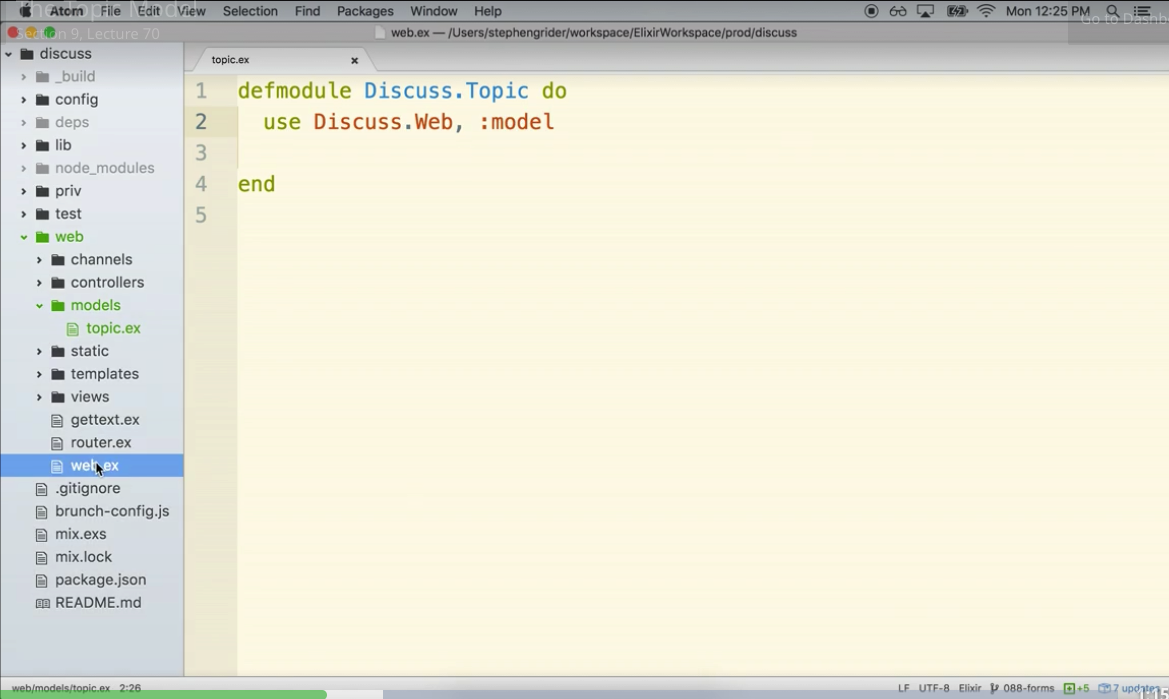 The Topic Model
Section 9, Lecture 70
Atom File Edit View Selection Find Packages Window Help
Mon 12:25 PM
Go to Dashb
web.ex — /Users/stephengrider/workspace/ElixirWorkspace/prod/discuss
discuss
_build
config
deps
lib
node_modules
priv
test
web
channels
controllers
models
topic.ex
static
templates
views
gettext.ex
router.ex
web.ex
.gitignore
brunch-config.js
mix.exs
mix.lock
package.json
README.md
topic.ex
1 defmodule Discuss.Topic do
2 use Discuss.Web, :model
3
4 end
5
web/models/topic.ex 2:26
LF UTF-8 Elixir 088-forms +5 7 updates